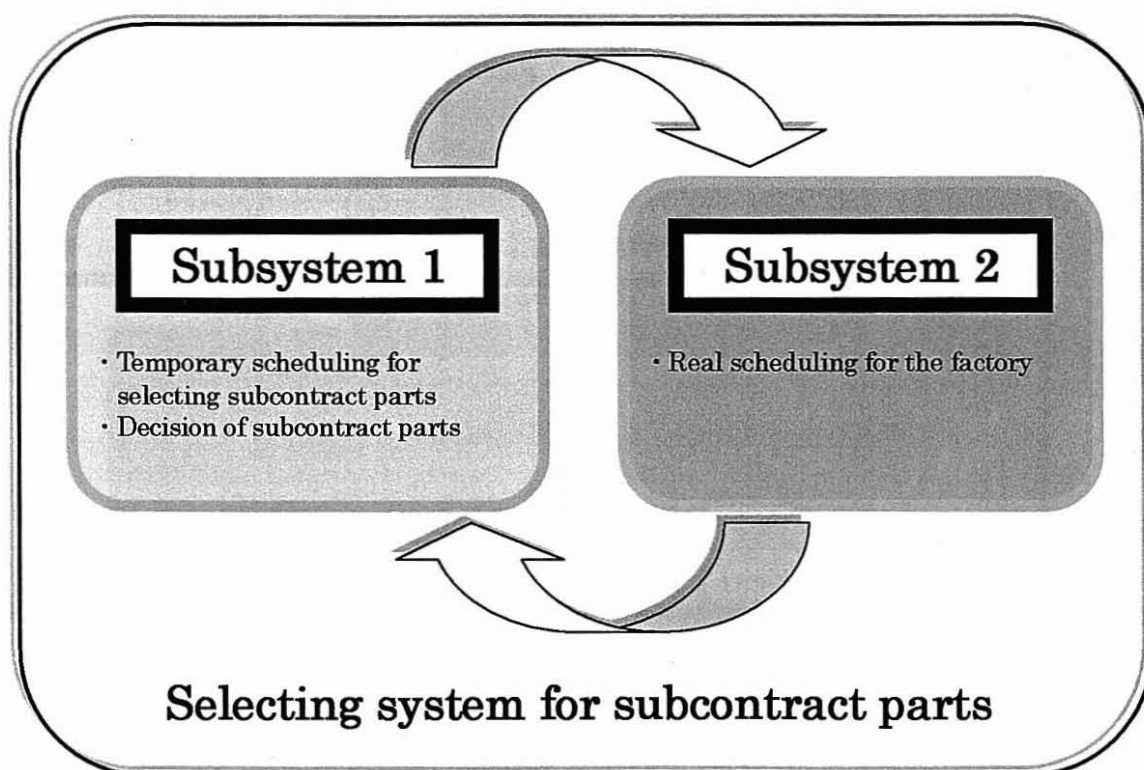 Subsystem 1
・Temporary scheduling for
selecting subcontract parts
・Decision of subcontract parts
Subsystem 2
・Real scheduling for the factory
Selecting system for subcontract parts